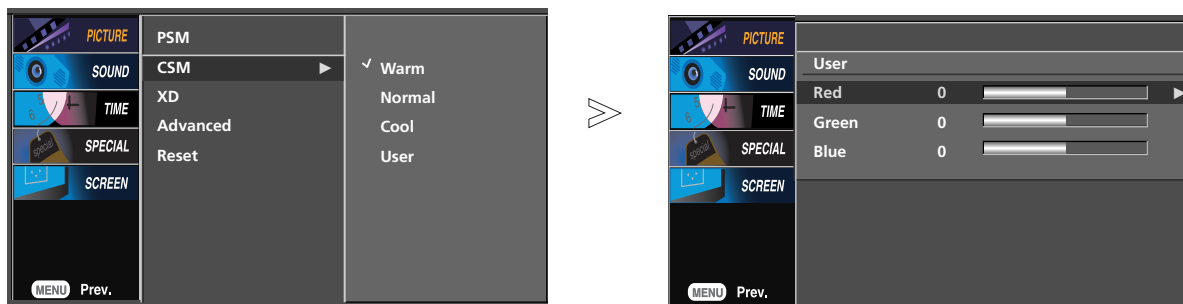 PICTURE
SOUND
TIME
SPECIAL
SCREEN
MENU Prev.
PSM
CSM ▶
XD
Advanced
Reset
✓ Warm
Normal
Cool
User
>
PICTURE
SOUND
TIME
SPECIAL
SCREEN
MENU Prev.
User
Red 0 ▶
Green 0
Blue 0